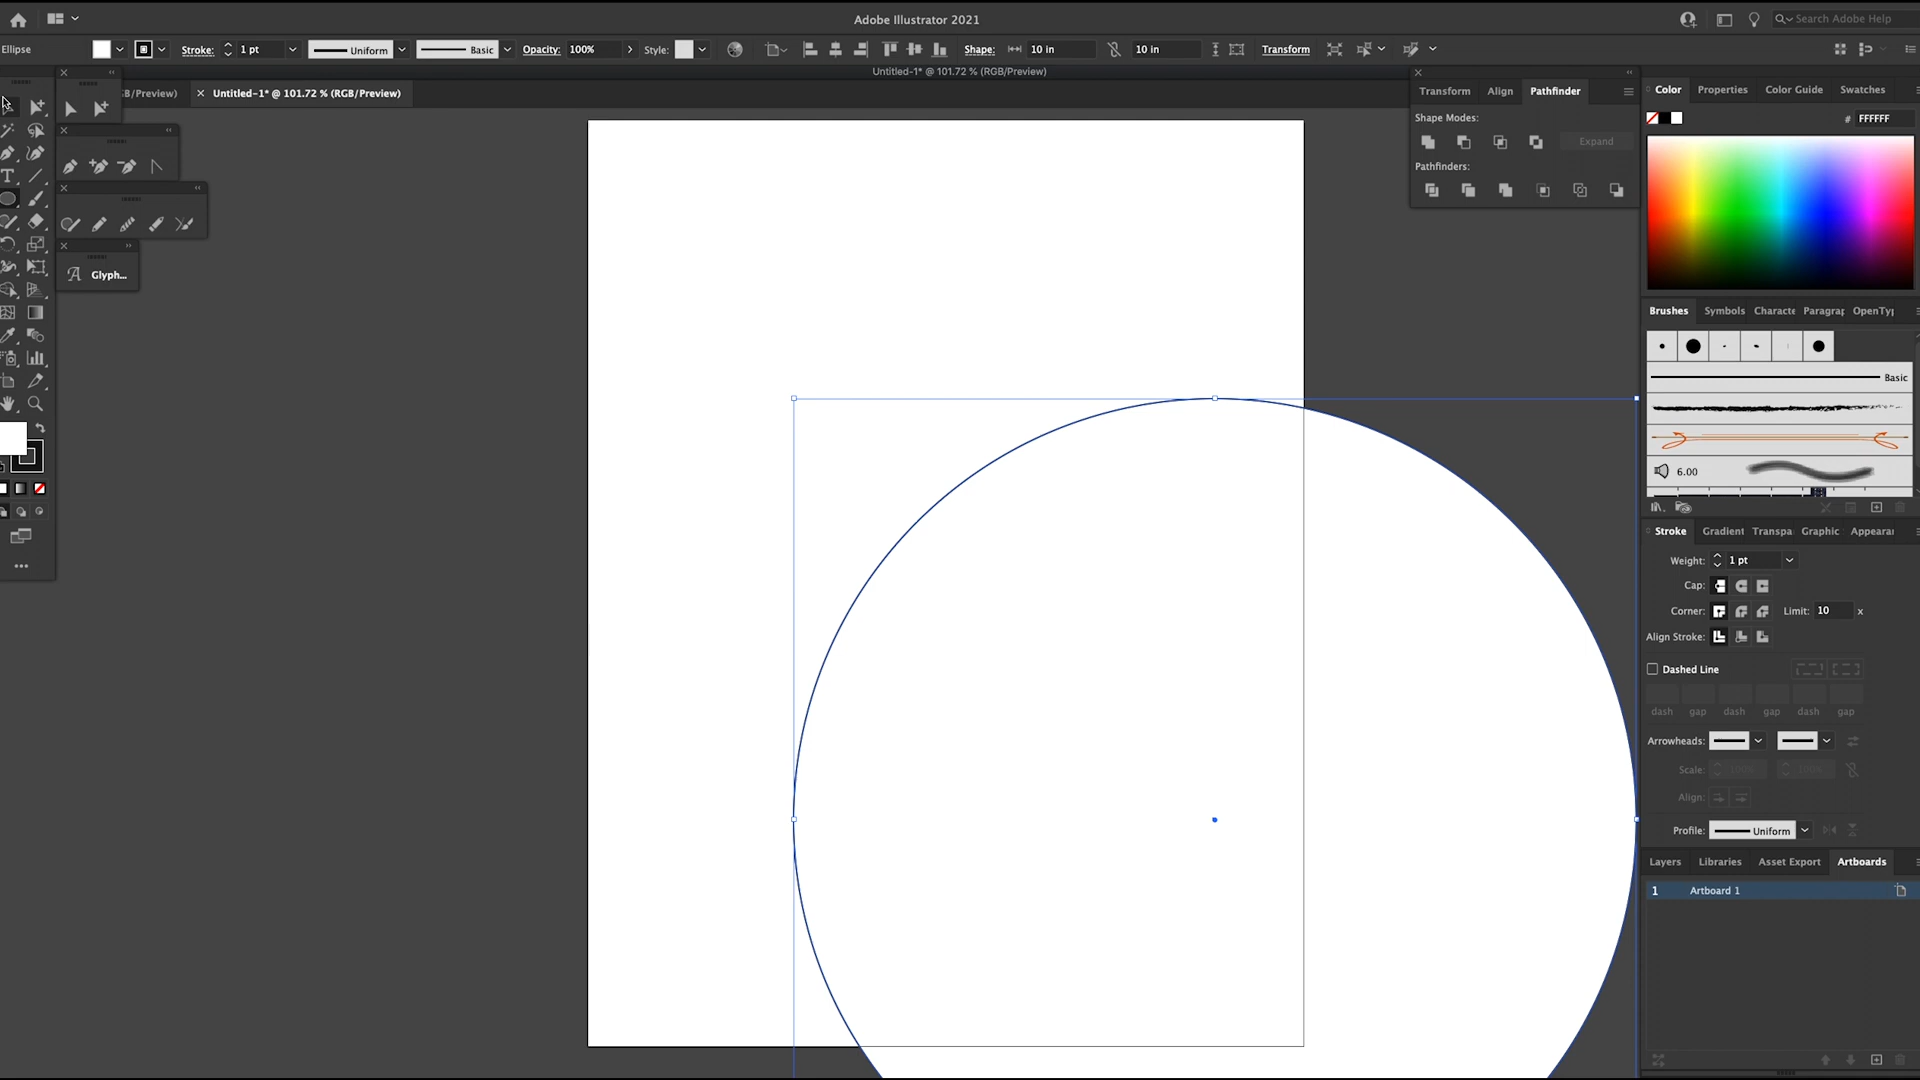 Adobe Illustrator 2021
Search Adobe Help
Ellipse
Stroke:
1 pt
Uniform
Basic
Opacity:
100%
Style:
Shape:
10 in
10 in
Transform
Untitled-1* @ 101.72 % (RGB/Preview)
GB/Preview)
Untitled-1* @ 101.72 % (RGB/Preview)
Glyph...
Transform
Align
Pathfinder
Shape Modes:
Expand
Pathfinders:
Color
Properties
Color Guide
Swatches
# FFFFFF
Brushes
Symbols
Characte
Paragrap
OpenTyp
Basic
6.00
Stroke
Gradient
Transpa
Graphic
Appearan
Weight:
1 pt
Cap:
Corner:
Limit:
10
x
Align Stroke:
Dashed Line
dash
gap
dash
gap
dash
gap
Arrowheads:
Scale:
100%
100%
Align:
Profile:
Uniform
Layers
Libraries
Asset Export
Artboards
1
Artboard 1